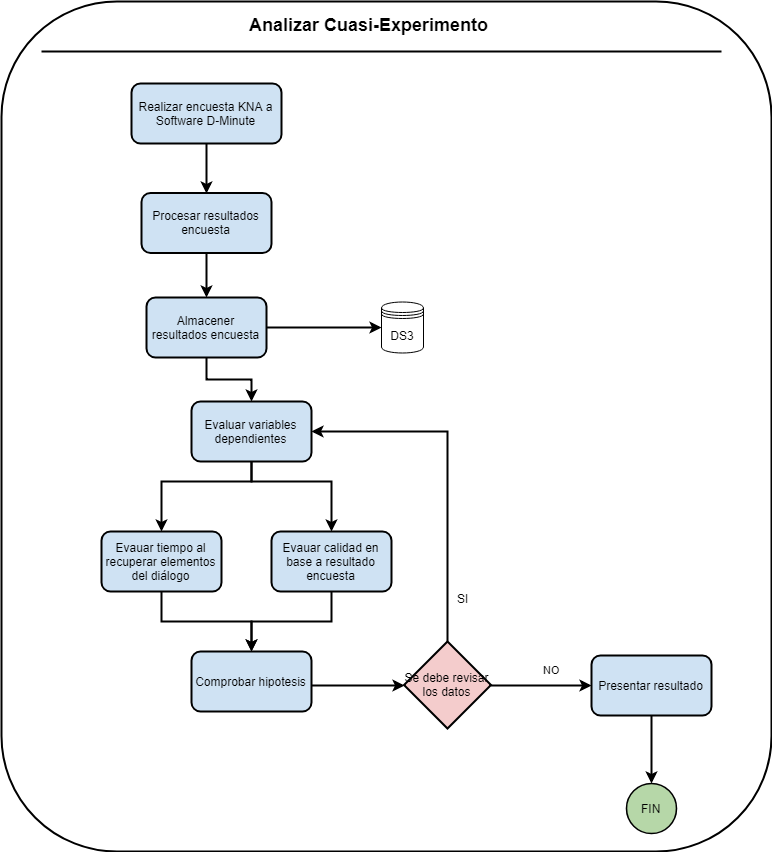 Analizar Cuasi-Experimento
Realizar encuesta KNA a
Software D-Minute
Procesar resultados
encuesta
Almacener
resultados encuesta
DS3
Evaluar variables
dependientes
Evauar tiempo al
recuperar elementos
del diálogo
Evauar calidad en
base a resultado
encuesta
SI
Comprobar hipotesis
Se debe revisar
los datos
NO
Presentar resultado
FIN